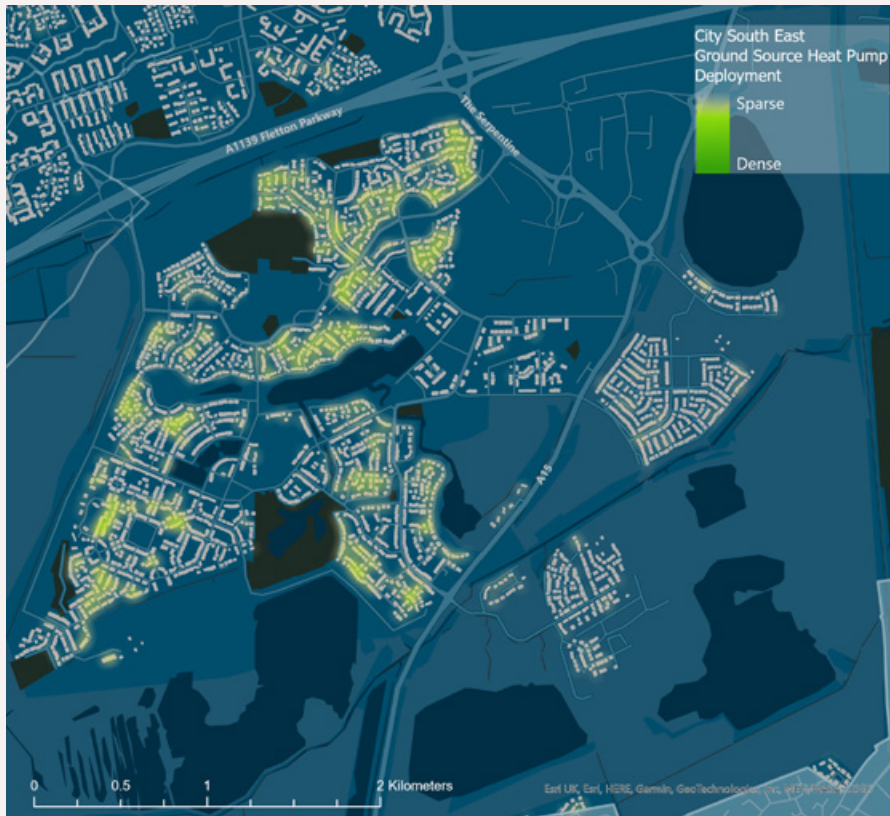 City South East
Ground Source Heat Pump
Deployment
Sparse
Dense
The Serpentine
A1139 Fletton Parkway
A15
0 0.5 1 2 Kilometers
Esri UK, Esri, HERE, Garmin, GeoTechnologies, Inc,